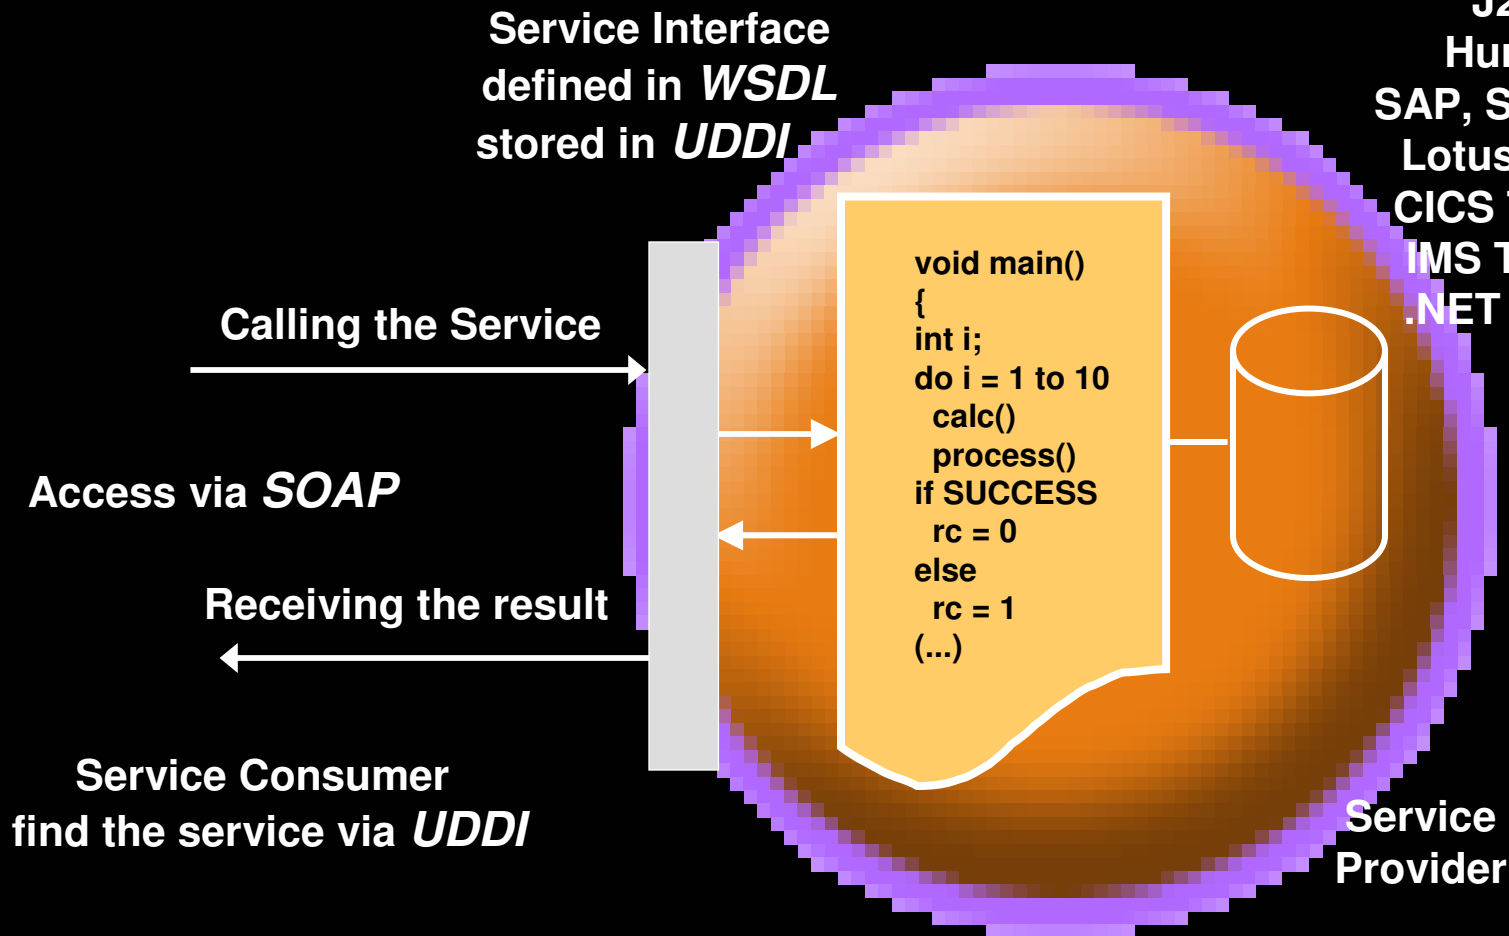 Service Interface
defined in WSDL
stored in UDDI
SAP,
Lotus
CICS
IMS
.NET
Calling the Service
Access via SOAP
Receiving the result
Service Consumer
find the service via UDDI
void main()
{
int i;
do i = 1 to 10
calc()
process()
if SUCCESS
rc = 0
else
rc = 1
(...)
Service
Provider